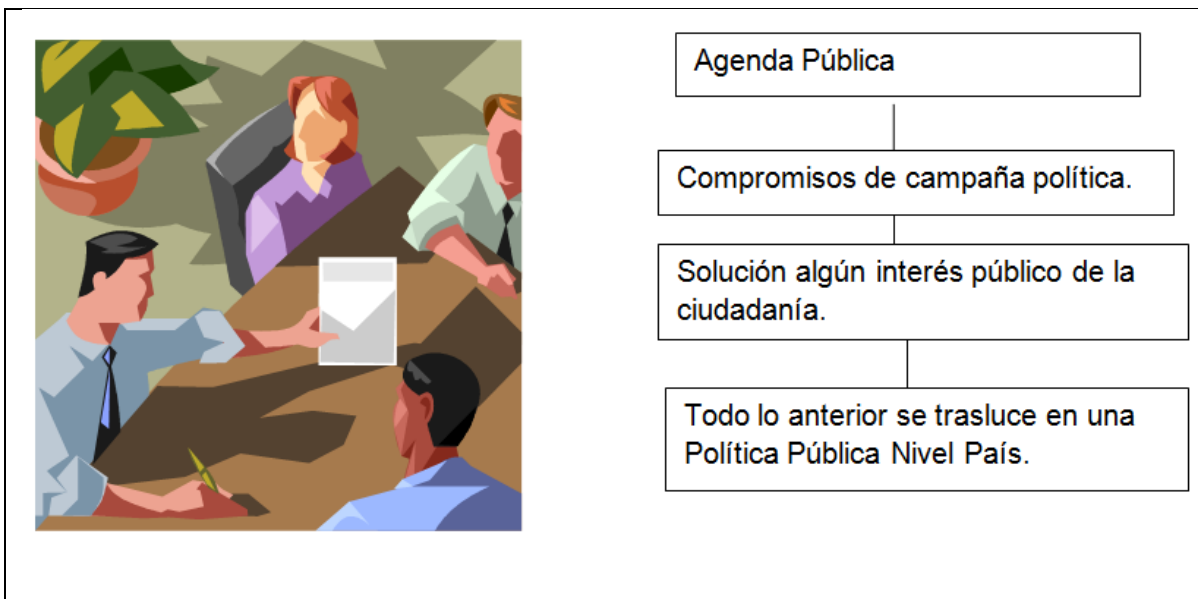 Agenda Pública
Compromisos de campaña política.
Solución algún interés público de la
ciudadanía.
Todo lo anterior se trasluce en una
Política Pública Nivel País.